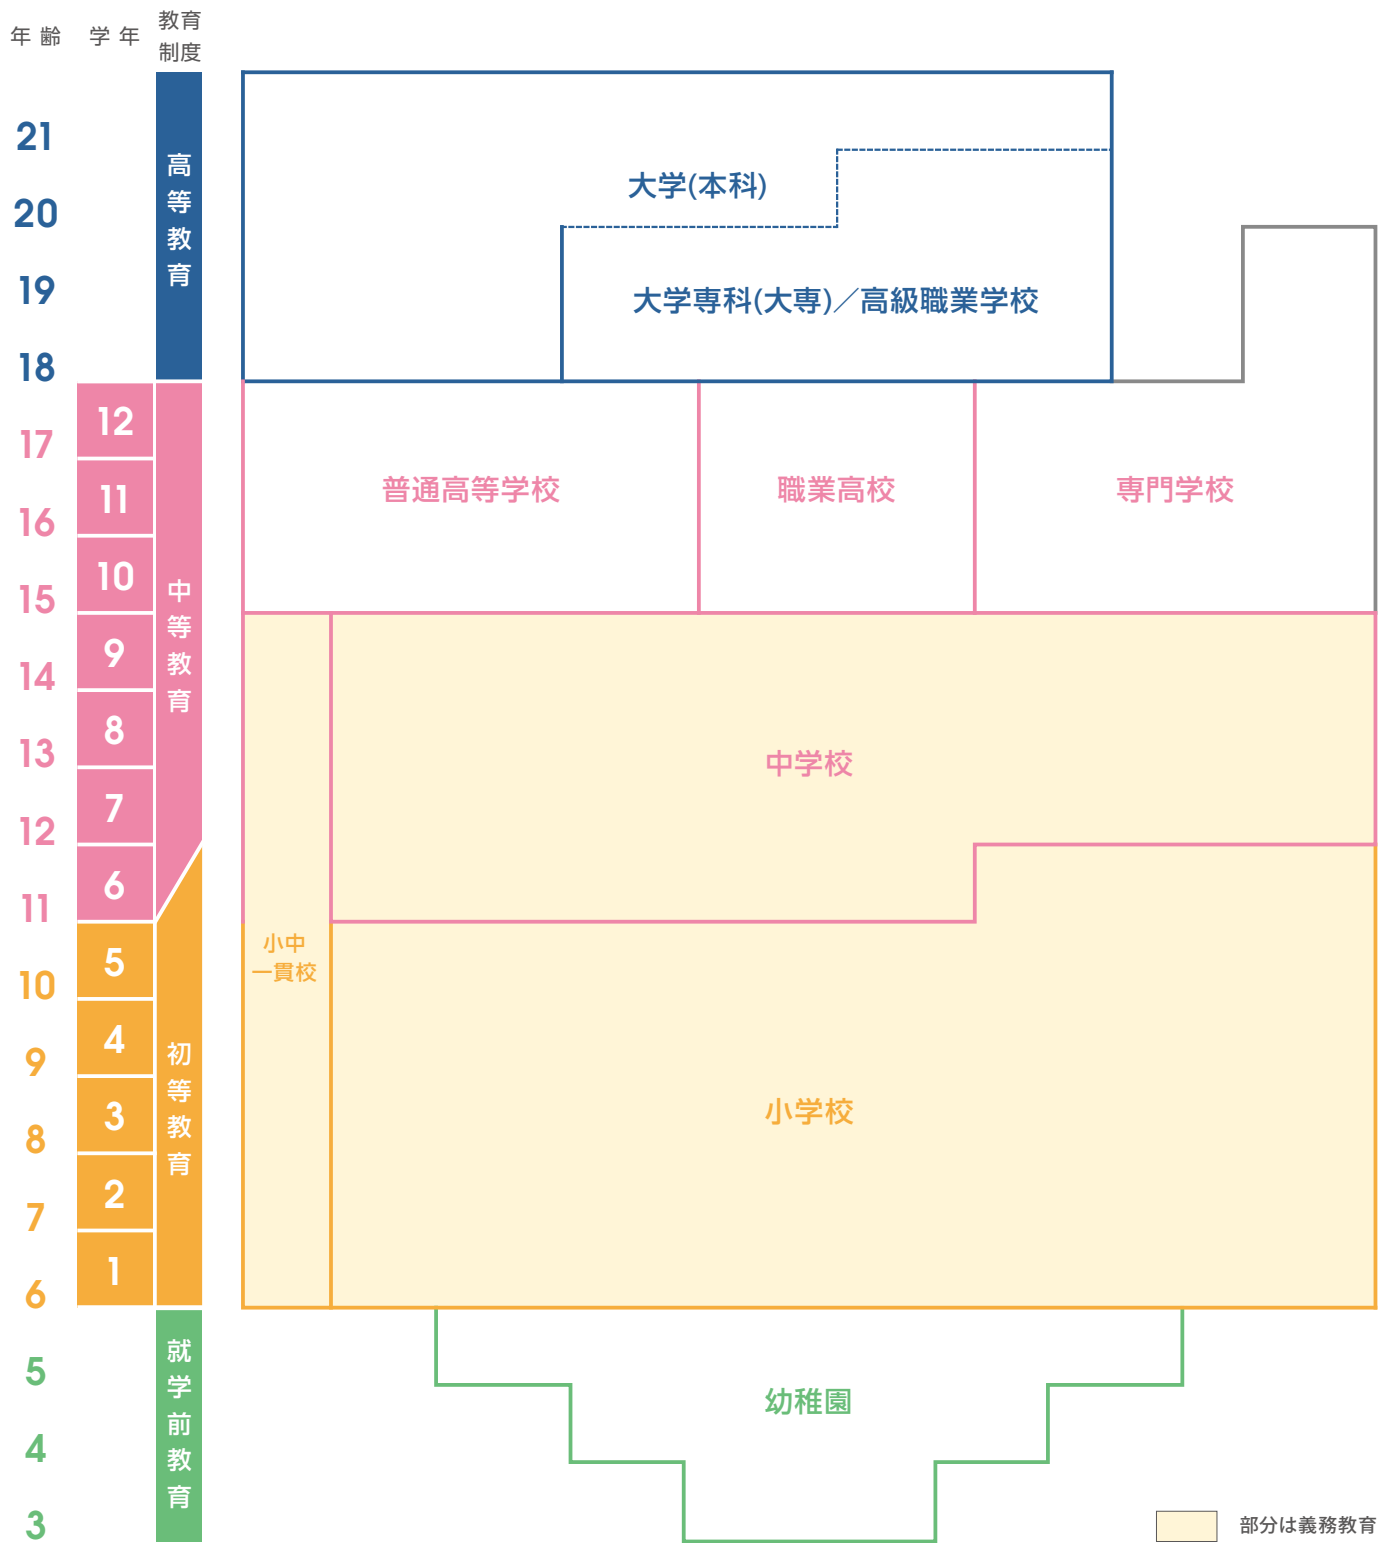 年齢
学年
教育
制度
21
20
19
18
17
16
15
14
13
12
11
10
9
8
7
6
5
4
3
12
11
10
9
8
7
6
5
4
3
2
1
高等教育
中等教育
初等教育
就学前教育
大学(本科)
大学専科(大専)／高級職業学校
普通高等学校
職業高校
専門学校
中学校
小中
一貫校
小学校
幼稚園
部分は義務教育